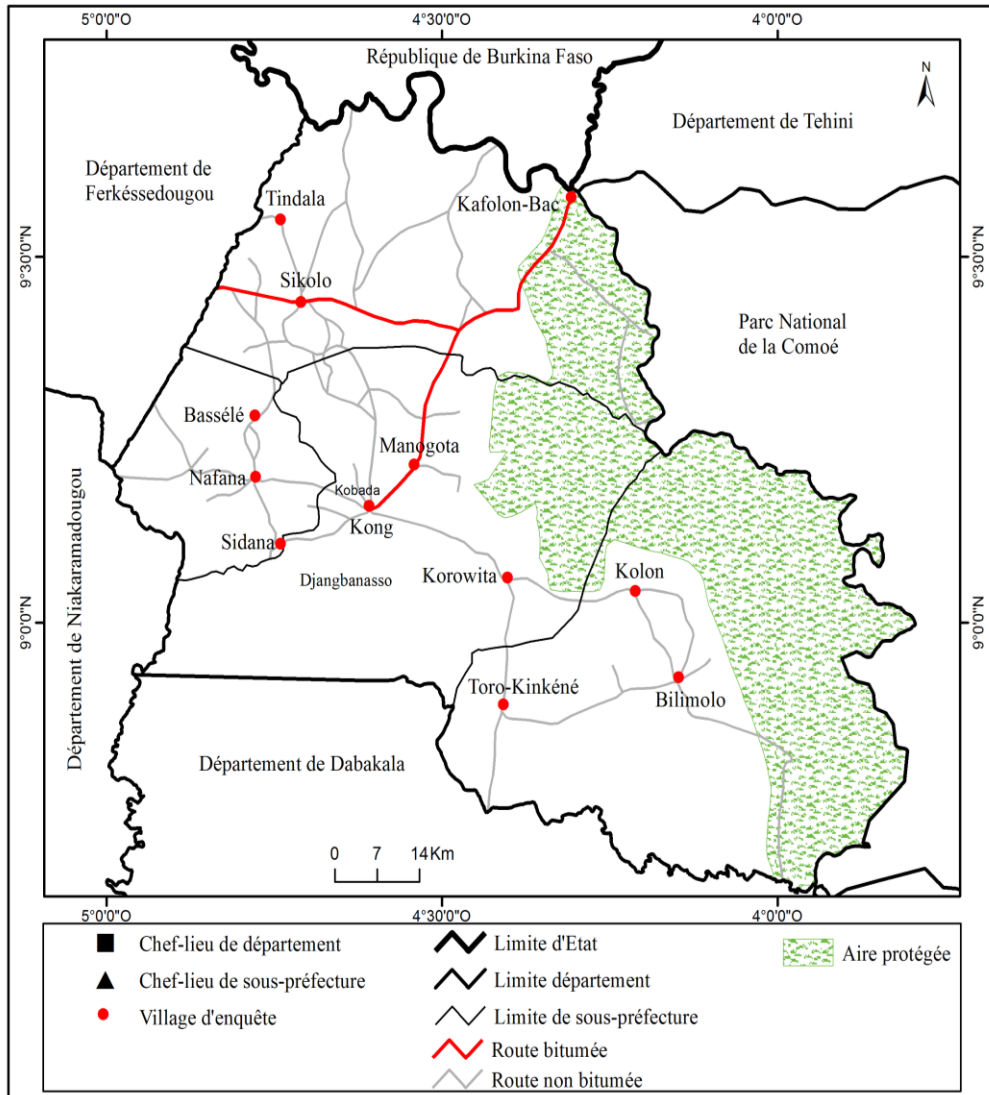 5°0'0"O
4°30'0"O
4°0'0"O
République de Burkina Faso
N
Département de Tehini
Département de
Ferkéssedougou
Tindala
Kafolon-Bac
9°30'0"N
9°30'0"N
Sikolo
Parc National
de la Comoé
Bassélé
Manogota
Nafana
Kobada
Kong
Sidana
Djangbanasso
Korowita
Kolon
9°0'0"N
9°0'0"N
Département de Niakaramadougou
Toro-Kinkéné
Bilimolo
Département de Dabakala
0 7 14 Km
5°0'0"O
4°30'0"O
4°0'0"O
Chef-lieu de département
Chef-lieu de sous-préfecture
Village d'enquête
Limite d'Etat
Limite département
Limite de sous-préfecture
Route bitumée
Route non bitumée
Aire protégée